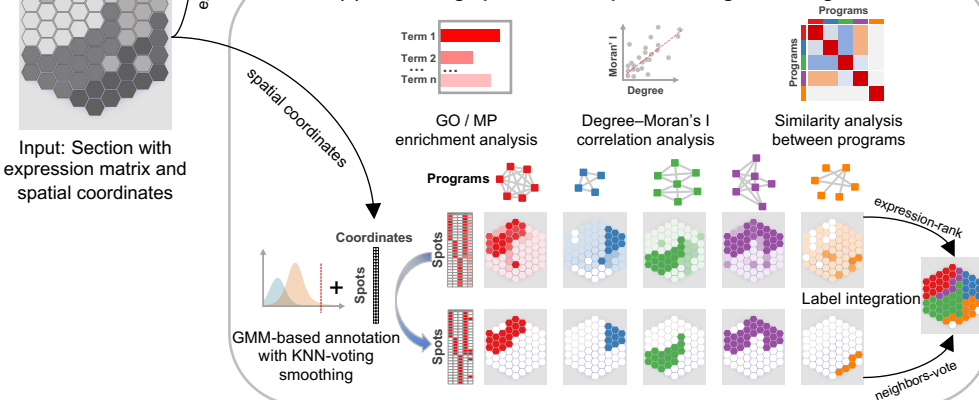 Programs
Term 1
Term 2
...
...
Term n
Moran' I
Degree
Programs
GO / MP
enrichment analysis
Degree–Moran's I
correlation analysis
Similarity analysis
between programs
Input: Section with
expression matrix and
spatial coordinates
spatial coordinates
Programs
expression-rank
Coordinates
Spots
Spots
+
Label integration
GMM-based annotation
with KNN-voting
smoothing
Spots
neighbors-vote